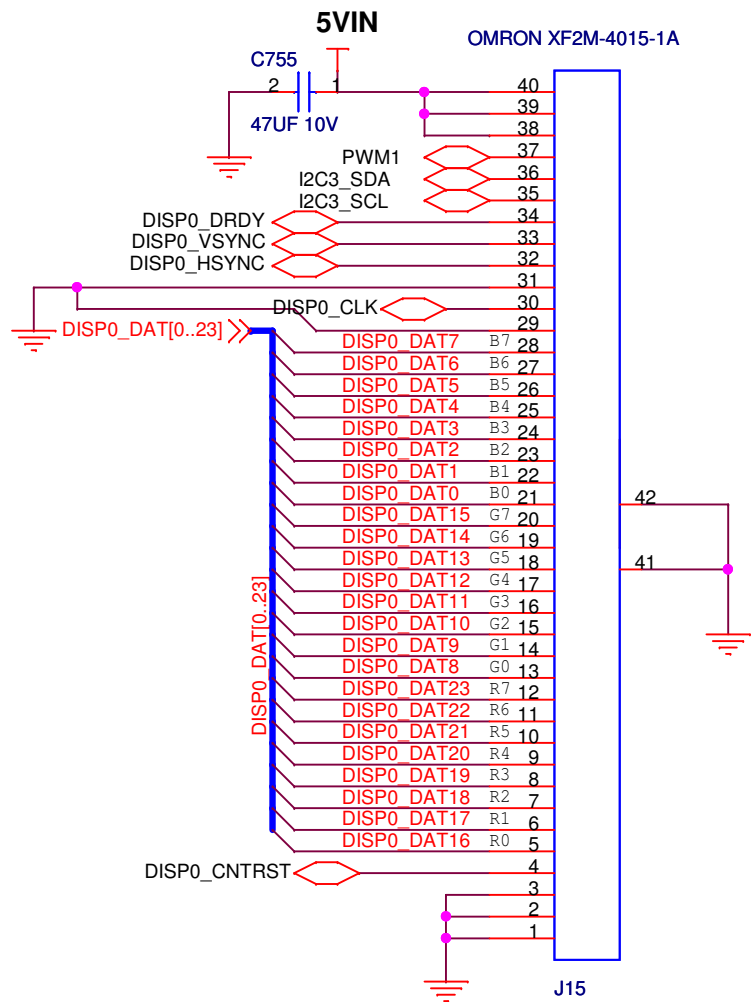 5VIN
OMRON XF2M-4015-1A
C755
2 1
47UF 10V
40
39
38
PWM1 37
I2C3_SDA 36
I2C3_SCL 35
DISP0_DRDY 34
DISP0_VSYNC 33
DISP0_HSYNC 32
31
DISP0_CLK 30
29
DISP0_DAT[0..23]
DISP0_DAT7 B7 28
DISP0_DAT6 B6 27
DISP0_DAT5 B5 26
DISP0_DAT4 B4 25
DISP0_DAT3 B3 24
DISP0_DAT2 B2 23
DISP0_DAT1 B1 22
DISP0_DAT0 B0 21
42
DISP0_DAT15 G7 20
DISP0_DAT14 G6 19
DISP0_DAT13 G5 18
41
DISP0_DAT12 G4 17
DISP0_DAT11 G3 16
DISP0_DAT10 G2 15
DISP0_DAT9 G1 14
DISP0_DAT8 G0 13
DISP0_DAT[0..23]
DISP0_DAT23 R7 12
DISP0_DAT22 R6 11
DISP0_DAT21 R5 10
DISP0_DAT20 R4 9
DISP0_DAT19 R3 8
DISP0_DAT18 R2 7
DISP0_DAT17 R1 6
DISP0_DAT16 R0 5
DISP0_CNTRST 4
3
2
1
J15